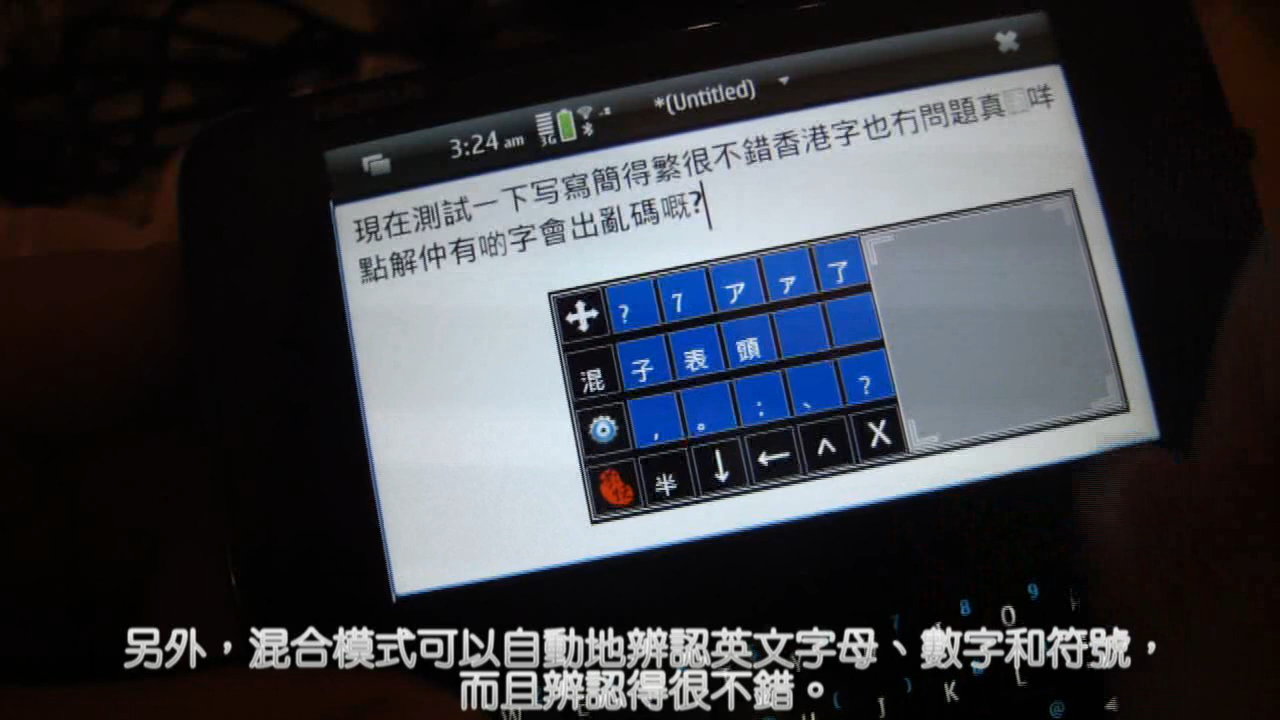 3:24 am 3G *(Untitled)
現在測試一下写寫簡得繁很不錯香港字也冇問題真咩
點解仲有啲字會出亂碼嘅?
? 7 ア ァ 了
混 子 表 頭
, 。 : 、 ?
半 ↓ ← ^ X
8 9
O
J K L
W
@
另外，混合模式可以自動地辨認英文字母、數字和符號，
而且辨認得很不錯。